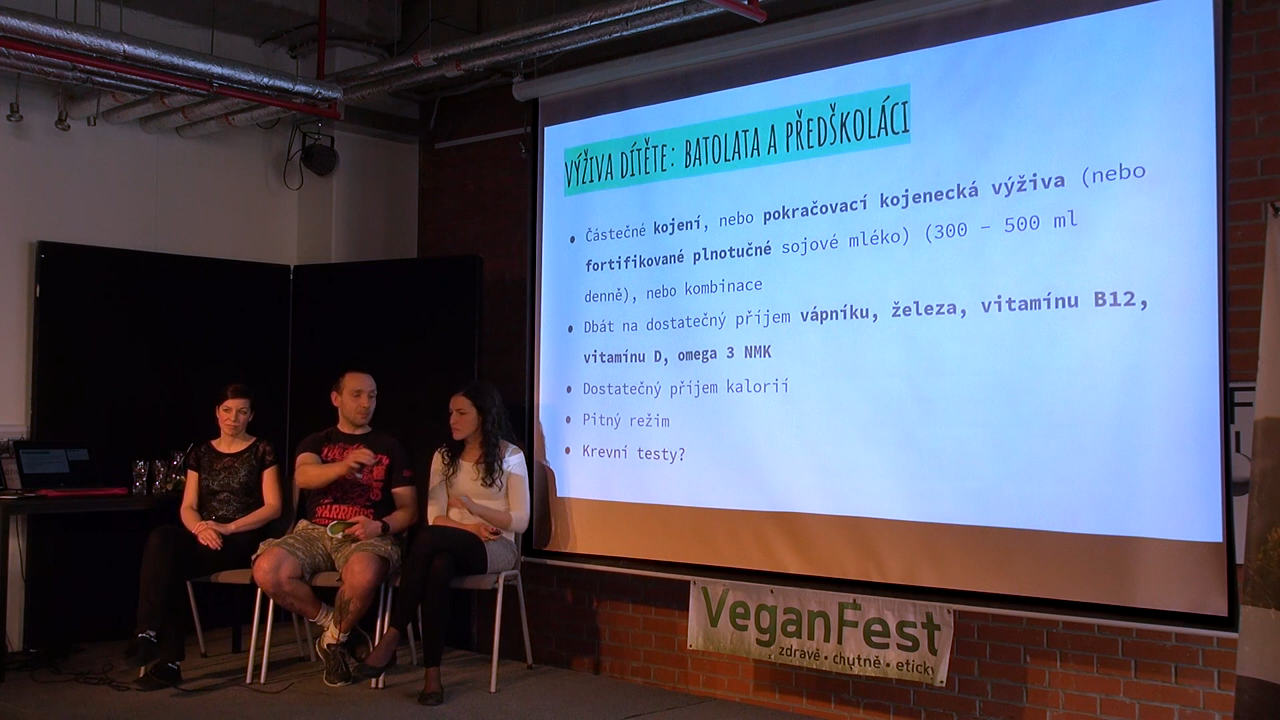 VÝŽIVA DÍTĚTE: BATOLATA A PŘEDŠKOLÁCI
Částečné kojení, nebo pokračovací kojenecká výživa (nebo
fortifikované plnotučné sojové mléko) (300 – 500 ml
denně), nebo kombinace
Dbát na dostatečný příjem vápníku, železa, vitamínu B12,
vitamínu D, omega 3 NMK
Dostatečný příjem kalorií
Pitný režim
Krevní testy?
WARRIORS
VeganFest
zdravě • chutně • eticky